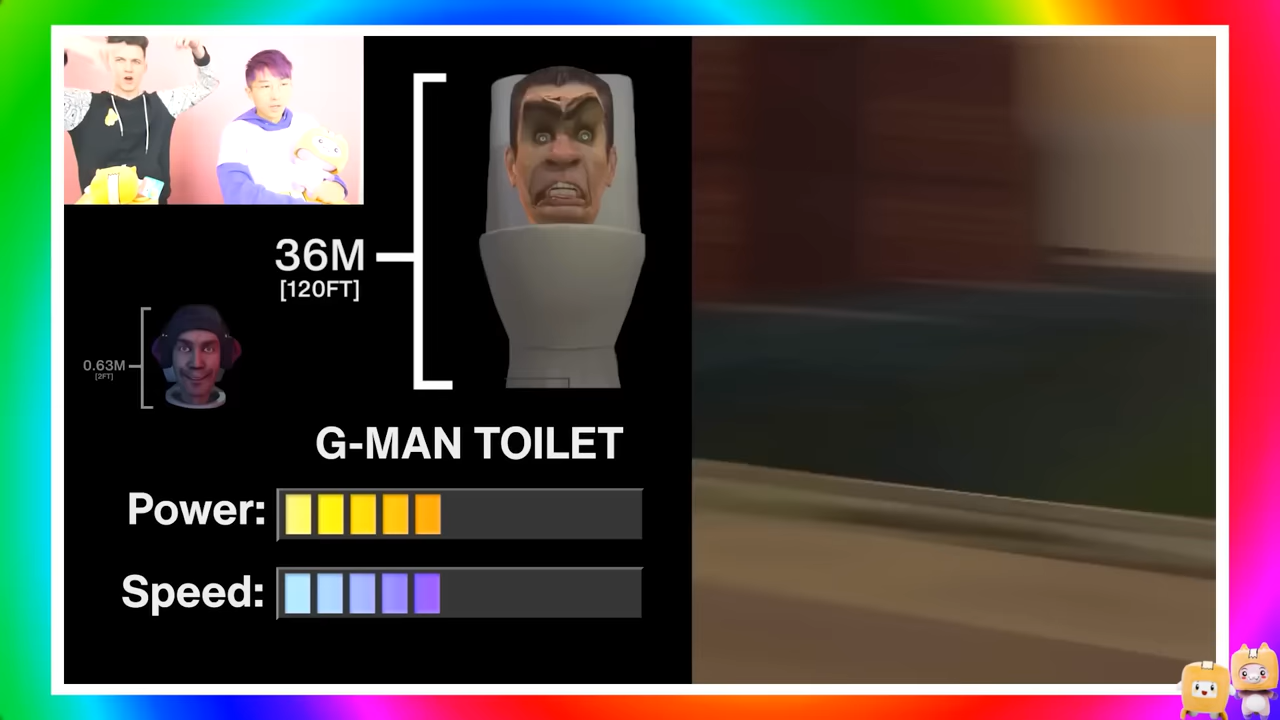 36M
[120FT]
0.63M
[2FT]
G-MAN TOILET
Power:
Speed: